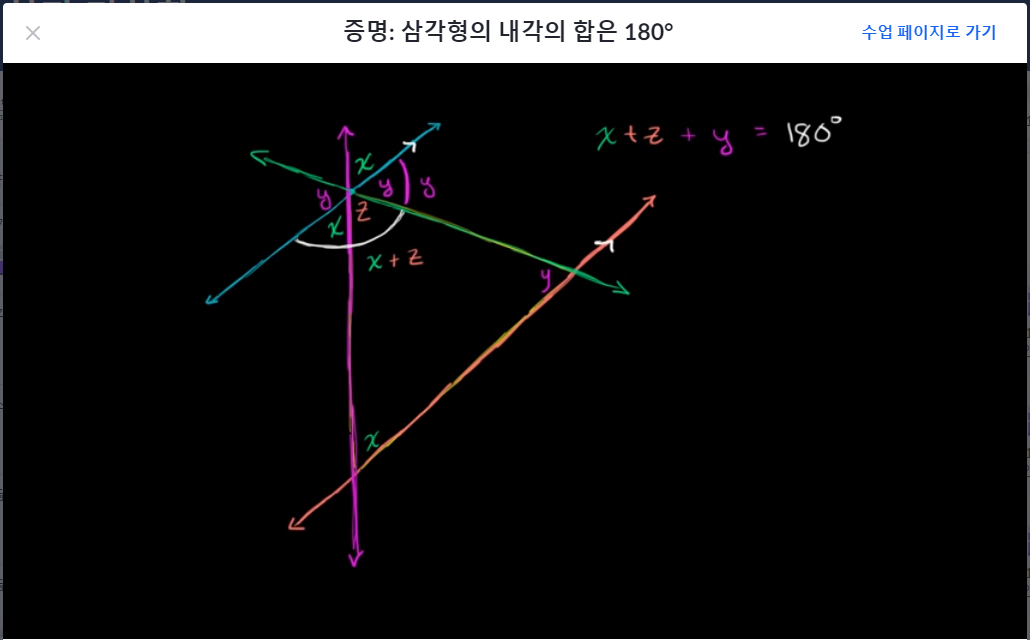 증명: 삼각형의 내각의 합은 180°
수업 페이지로 가기
x + z + y = 180°
x
y
y
y
z
x
x + z
y
x